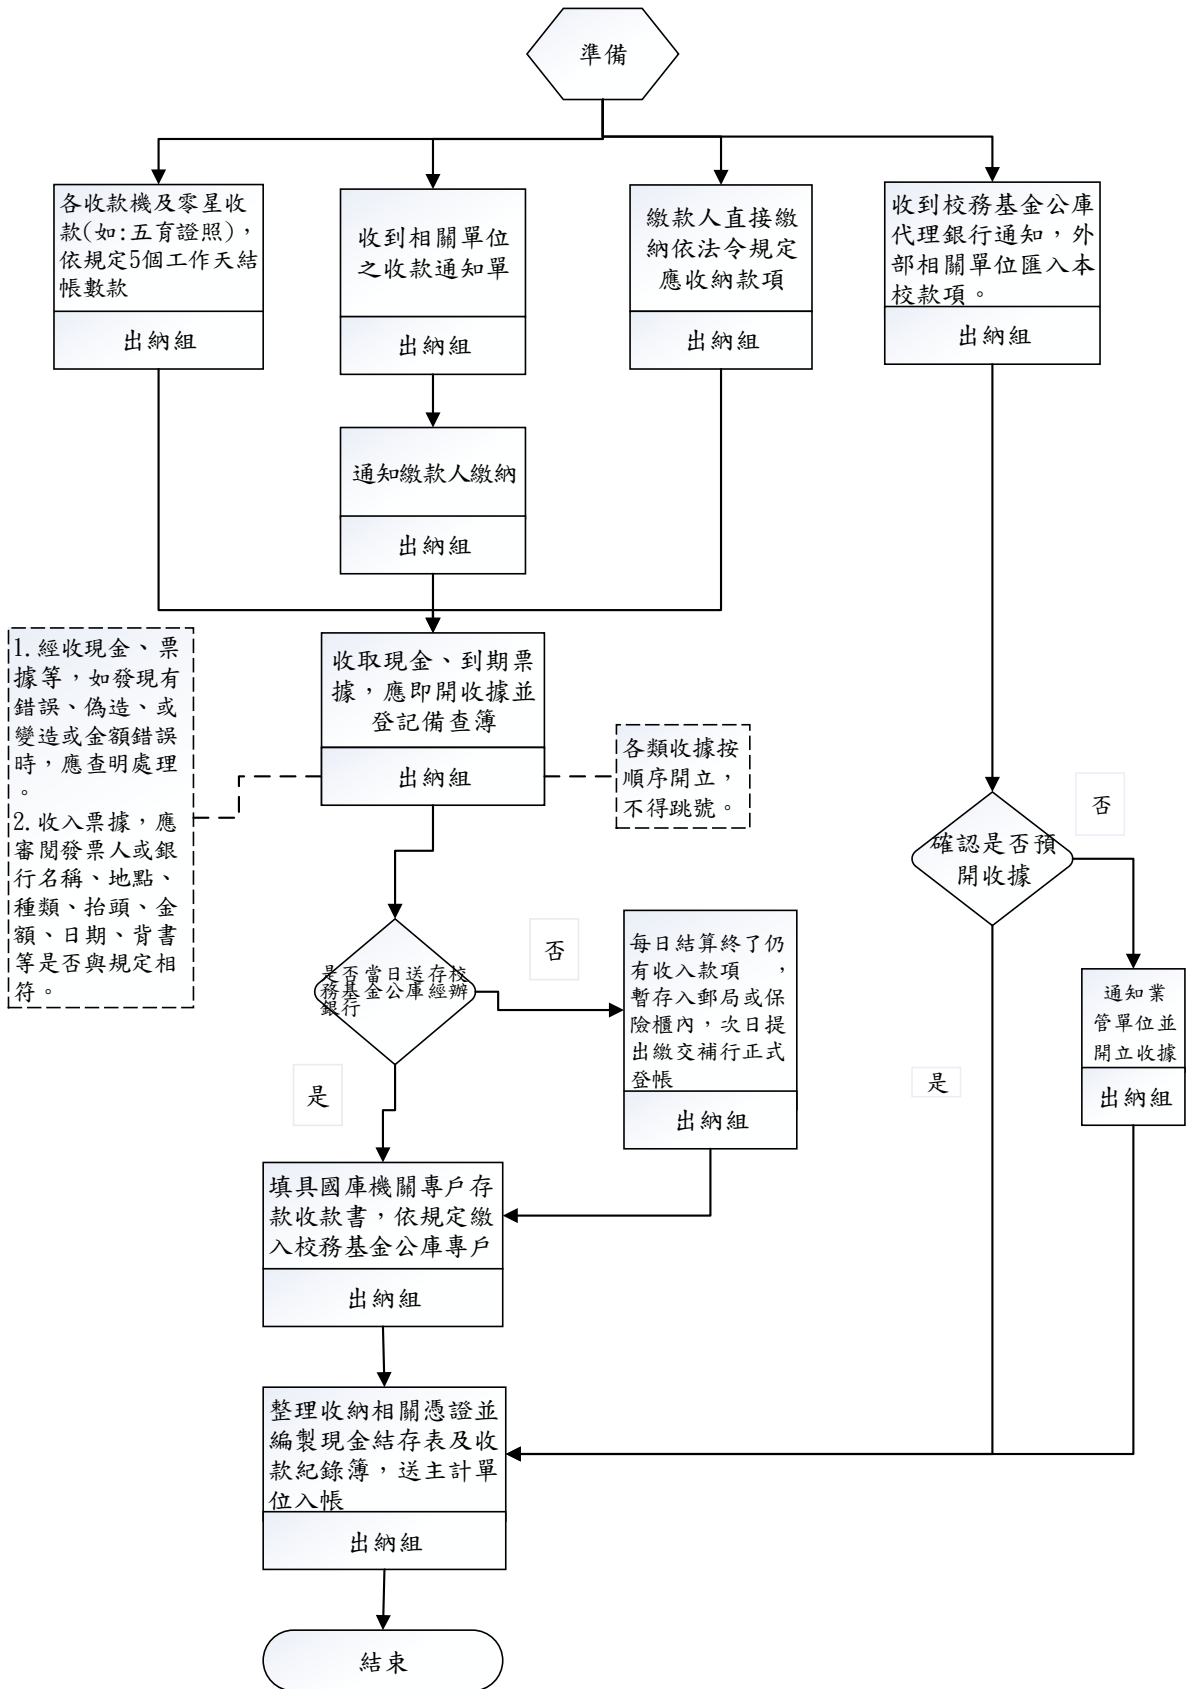 準備
各收款機及零星收
款(如:五育證照),
依規定5個工作天結
帳數款
出納組
收到相關單位
之收款通知單
出納組
繳款人直接繳
納依法令規定
應收納款項
出納組
收到校務基金公庫
代理銀行通知,外
部相關單位匯入本
校款項。
出納組
通知繳款人繳納
出納組
1.經收現金、票
據等,如發現有
錯誤、偽造、或
變造或金額錯誤
時,應查明處理
。
2.收入票據,應
審閱發票人或銀
行名稱、地點、
種類、抬頭、金
額、日期、背書
等是否與規定相
符。
收取現金、到期票
據,應即開收據並
登記備查簿
出納組
各類收據按
順序開立,
不得跳號。
確認是否預
開收據
否
是否當日送存校
務基金公庫經辦
銀行
否
每日結算終了仍
有收入款項,
暫存入郵局或保
險櫃內,次日提
出繳交補行正式
登帳
出納組
通知業
管單位並
開立收據
出納組
是
是
填具國庫機關專戶存
款收款書,依規定繳
入校務基金公庫專戶
出納組
整理收納相關憑證並
編製現金結存表及收
款紀錄簿,送主計單
位入帳
出納組
結束